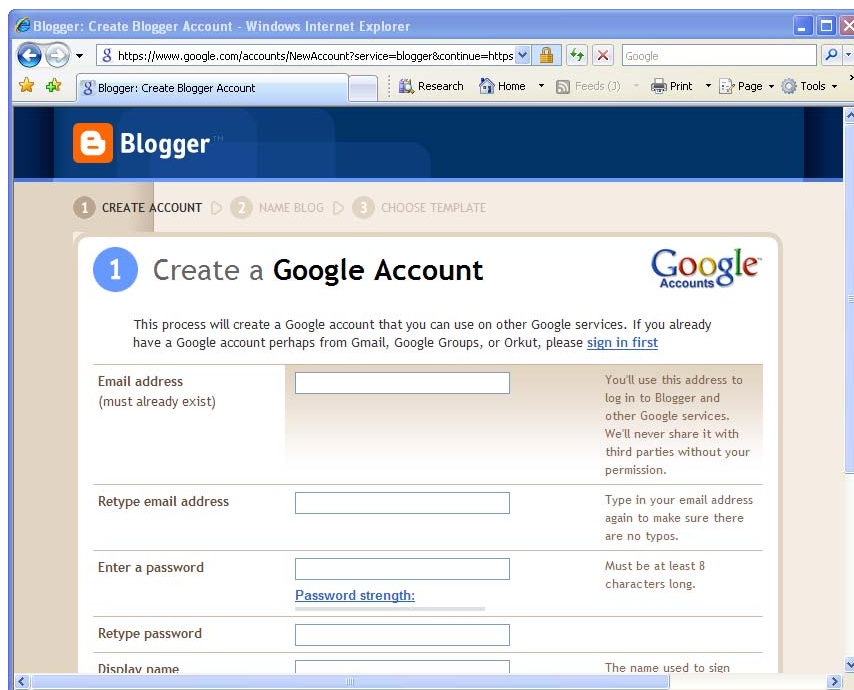 Blogger: Create Blogger Account - Windows Internet Explorer
https://www.google.com/accounts/NewAccount?service=blogger&continue=https
Google
Blogger: Create Blogger Account
Research Home Feeds (J) Print Page Tools
Blogger™
1 CREATE ACCOUNT 2 NAME BLOG 3 CHOOSE TEMPLATE
1 Create a Google Account
Google™
Accounts
This process will create a Google account that you can use on other Google services. If you already
have a Google account perhaps from Gmail, Google Groups, or Orkut, please sign in first
Email address
(must already exist)
You'll use this address to
log in to Blogger and
other Google services.
We'll never share it with
third parties without your
permission.
Retype email address
Type in your email address
again to make sure there
are no typos.
Enter a password
Must be at least 8
characters long.
Password strength:
Retype password
Display name
The name used to sign